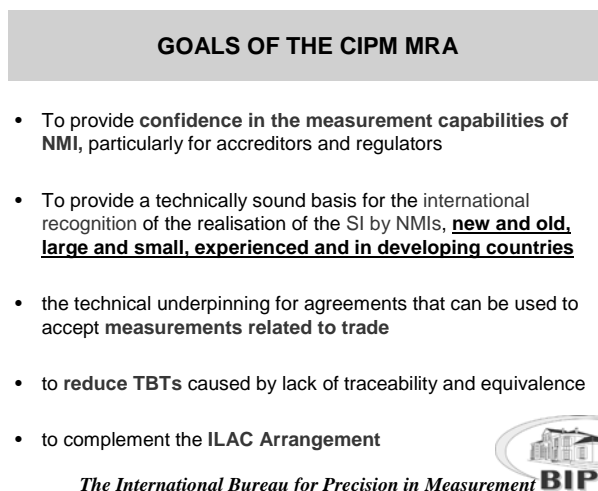 GOALS OF THE CIPM MRA
• To provide confidence in the measurement capabilities of
NMI, particularly for accreditors and regulators
• To provide a technically sound basis for the international
recognition of the realisation of the SI by NMIs, new and old,
large and small, experienced and in developing countries
• the technical underpinning for agreements that can be used to
accept measurements related to trade
• to reduce TBTs caused by lack of traceability and equivalence
• to complement the ILAC Arrangement
The International Bureau for Precision in Measurement BIP